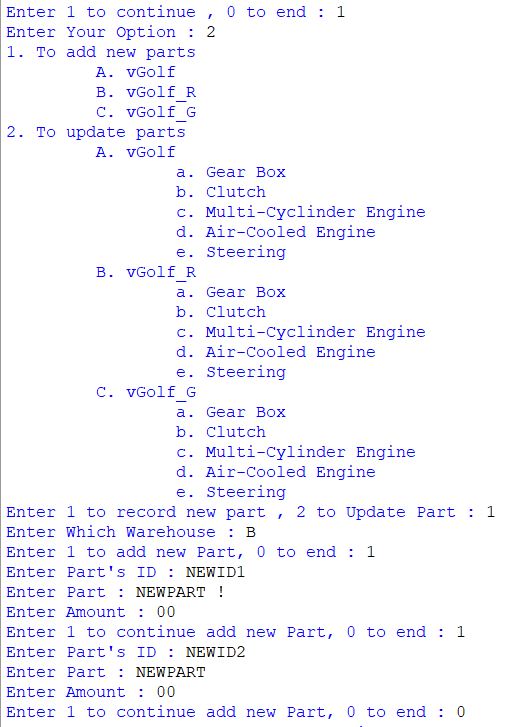 Enter 1 to continue , 0 to end : 1
Enter Your Option : 2
1. To add new parts
A. vGolf
B. vGolf_R
C. vGolf_G
2. To update parts
A. vGolf
a. Gear Box
b. Clutch
c. Multi-Cyclinder Engine
d. Air-Cooled Engine
e. Steering
B. vGolf_R
a. Gear Box
b. Clutch
c. Multi-Cyclinder Engine
d. Air-Cooled Engine
e. Steering
C. vGolf_G
a. Gear Box
b. Clutch
c. Multi-Cylinder Engine
d. Air-Cooled Engine
e. Steering
Enter 1 to record new part , 2 to Update Part : 1
Enter Which Warehouse : B
Enter 1 to add new Part, 0 to end : 1
Enter Part's ID : NEWID1
Enter Part : NEWPART !
Enter Amount : 00
Enter 1 to continue add new Part, 0 to end : 1
Enter Part's ID : NEWID2
Enter Part : NEWPART
Enter Amount : 00
Enter 1 to continue add new Part, 0 to end : 0